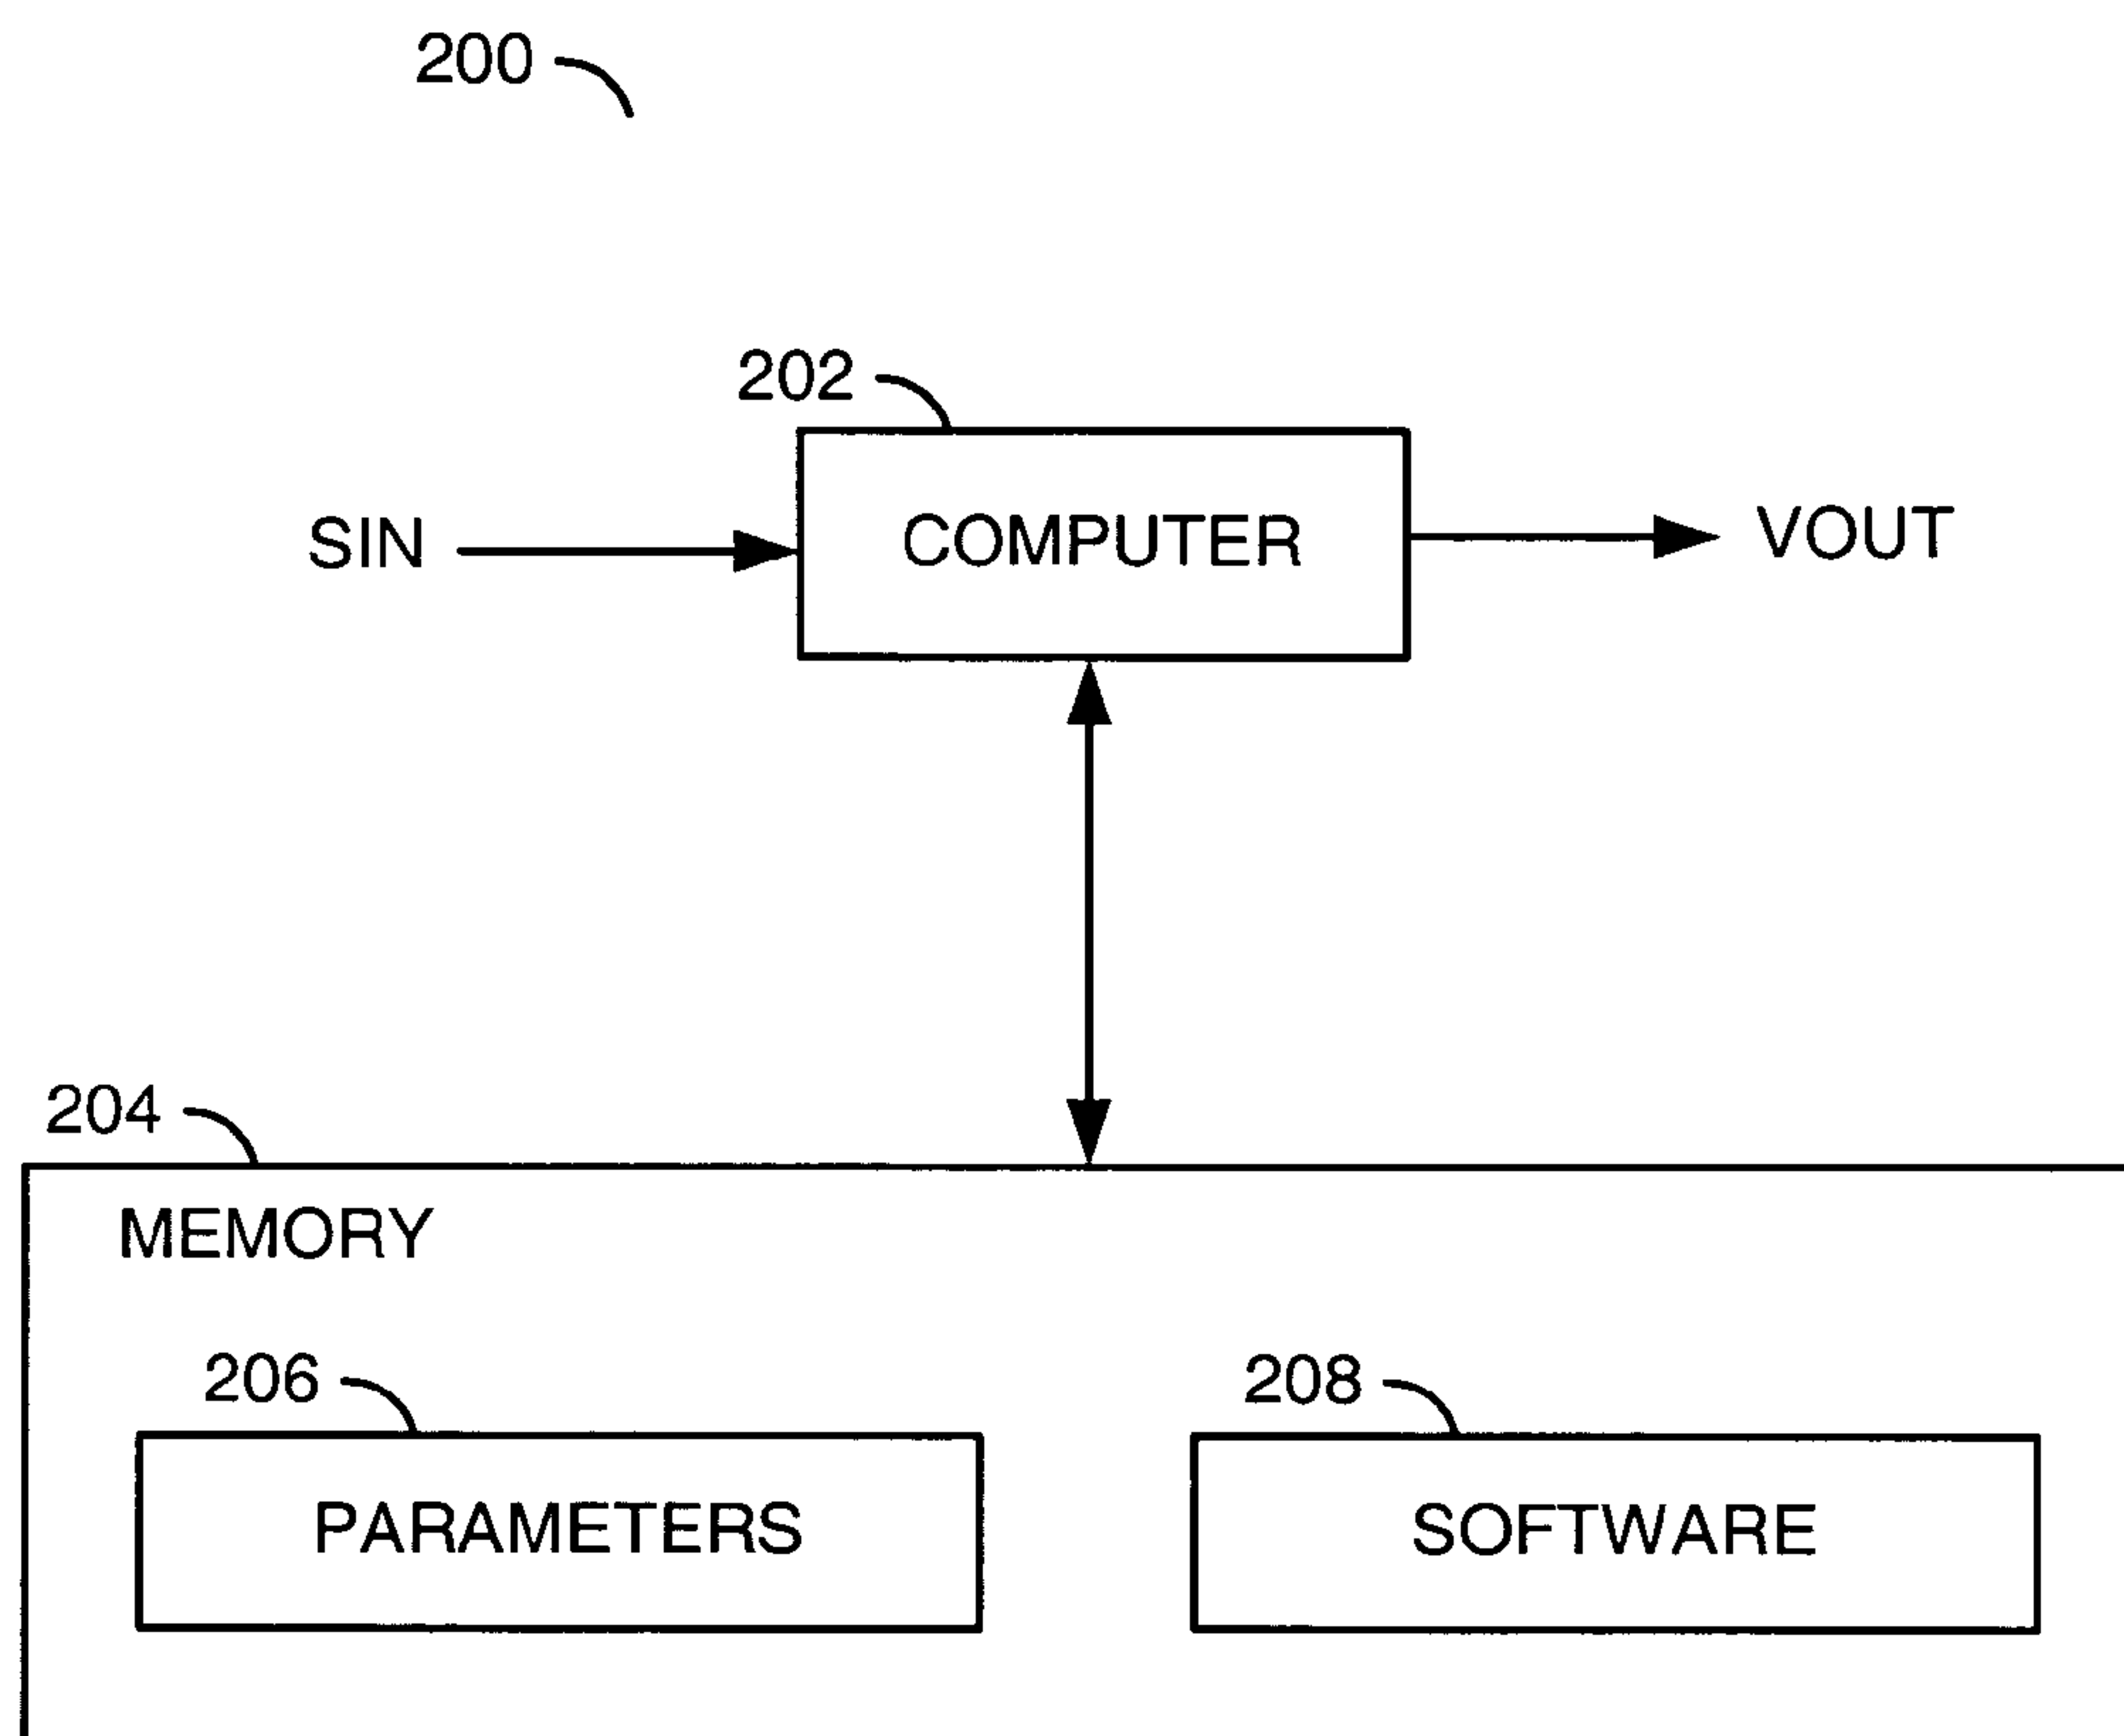 200
202
SIN
COMPUTER
VOUT
204
MEMORY
206
208
PARAMETERS
SOFTWARE